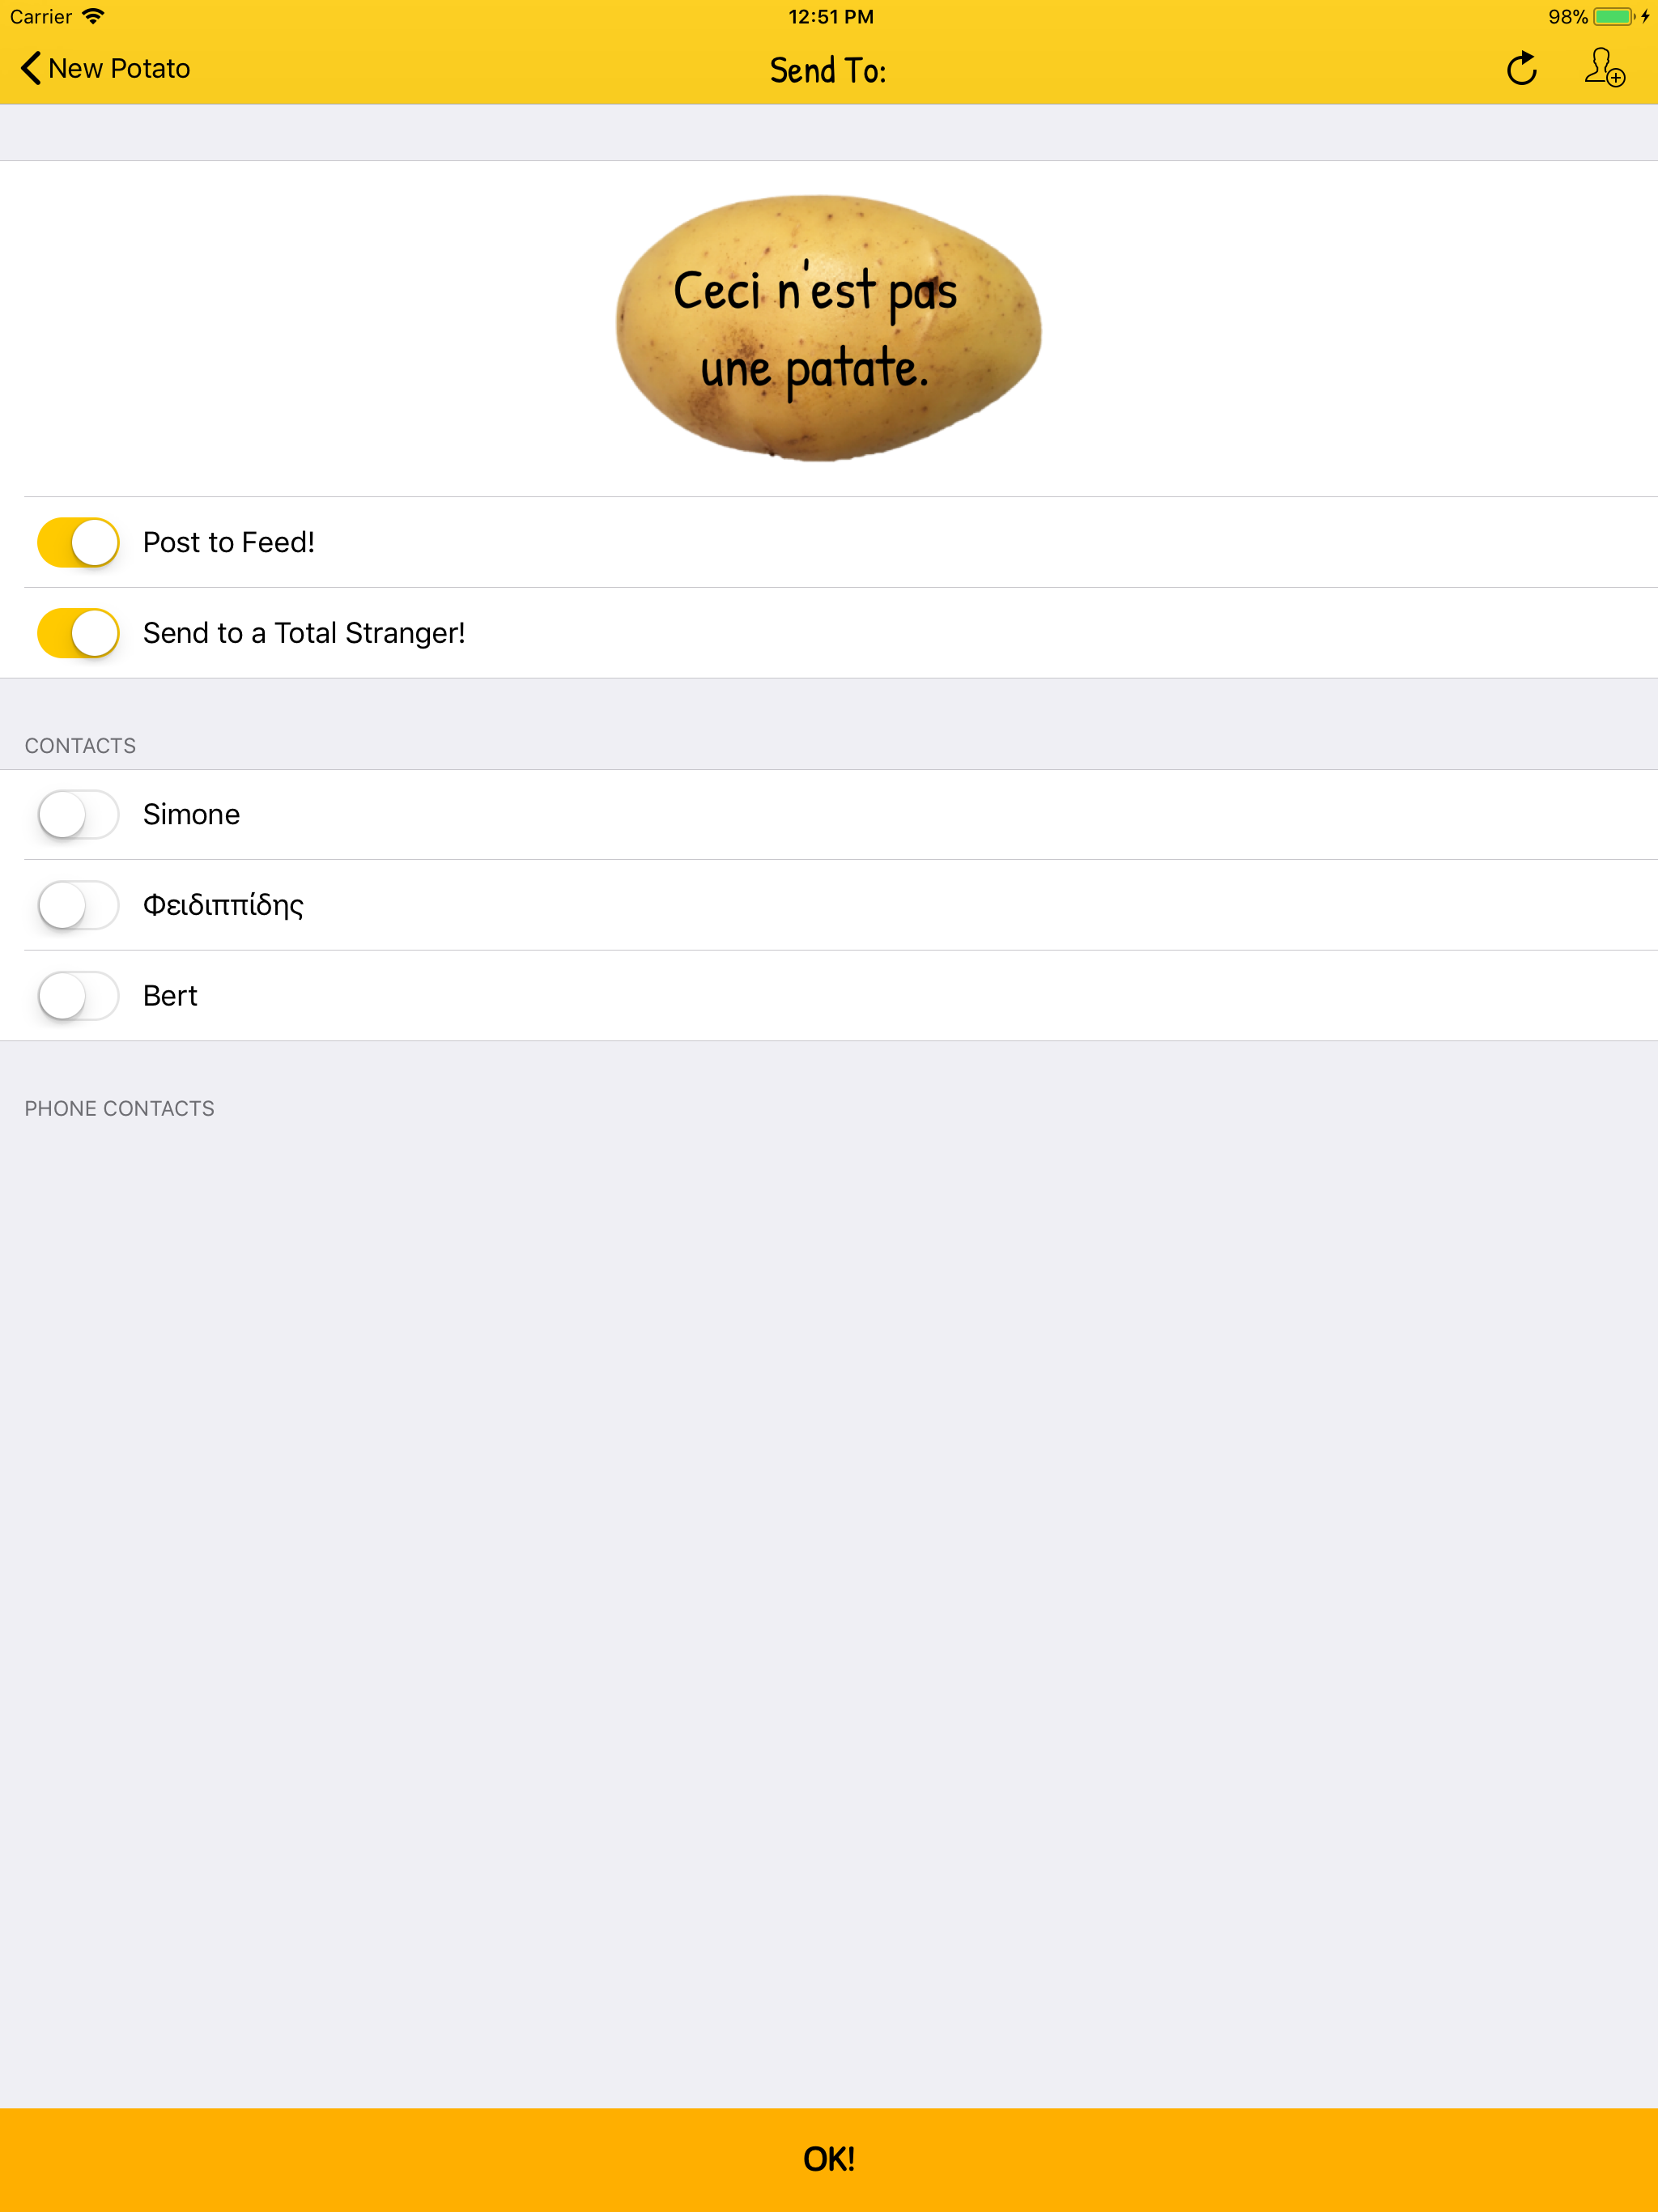 Carrier 12:51 PM 98%
New Potato Send To:
Ceci n'est pas
une patate.
Post to Feed!
Send to a Total Stranger!
CONTACTS
Simone
Φειδιππίδης
Bert
PHONE CONTACTS
OK!